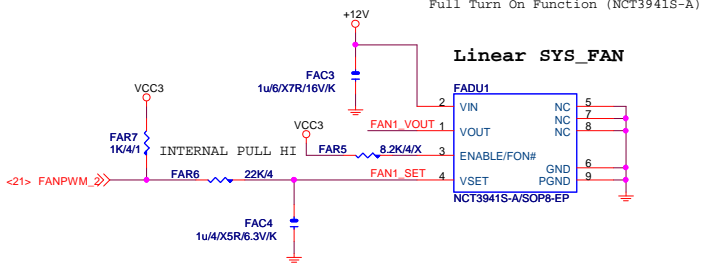 Full Turn On Function (NCT3941S-A)
+12V
Linear SYS_FAN
FAC3
1u/6/X7R/16V/K
FADU1
VCC3
2 VIN NC 5
NC 7
FAN1_VOUT 1 VOUT NC 8
VCC3
FAR7
1K/4/1
INTERNAL PULL HI
FAR5 8.2K/4/X 3 ENABLE/FON#
GND 6
<21> FANPWM_2 FAR6 22K/4 FAN1_SET 4 VSET PGND 9
NCT3941S-A/SOP8-EP
FAC4
1u/4/X5R/6.3V/K